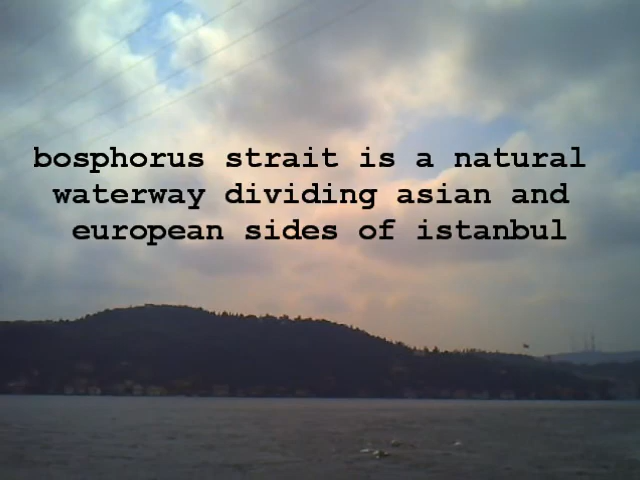 bosphorus strait is a natural
waterway dividing asian and
european sides of istanbul